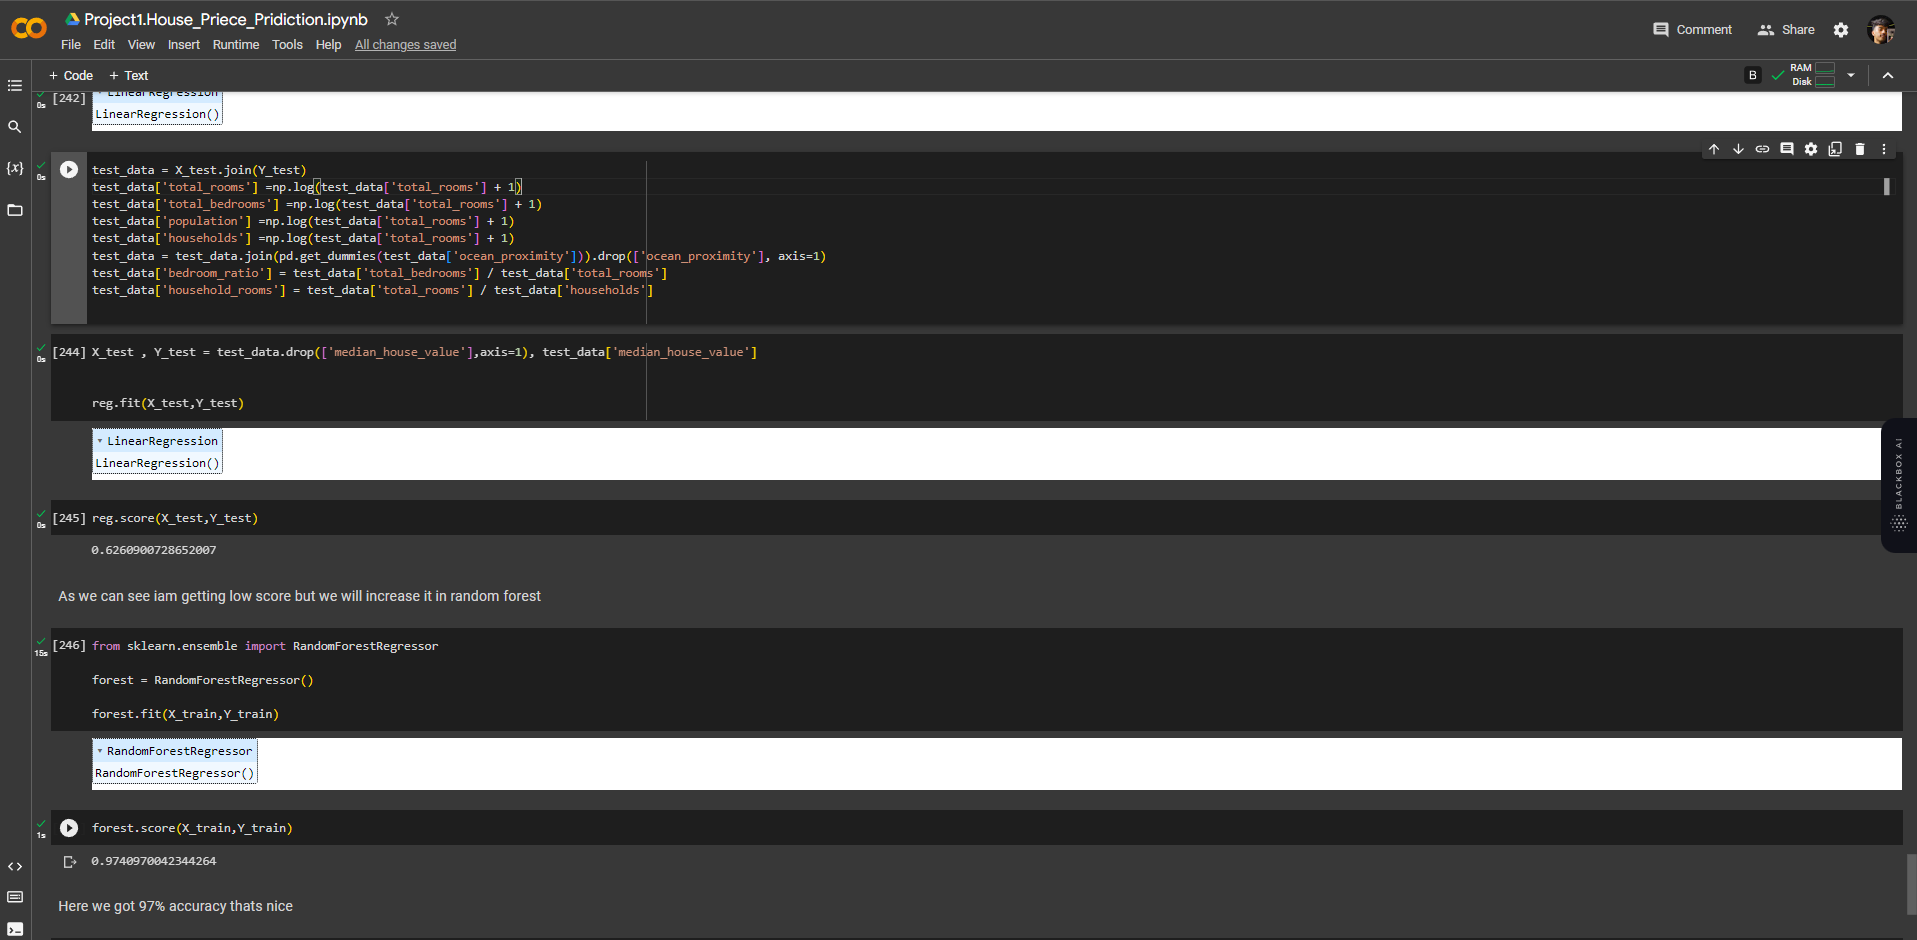 Project1.House_Priece_Pridiction.ipynb
File Edit View Insert Runtime Tools Help All changes saved
Comment Share
+ Code + Text
B RAM
Disk
0s [242] LinearRegression
LinearRegression()
{x}
0s
test_data = X_test.join(Y_test)
test_data['total_rooms'] =np.log(test_data['total_rooms'] + 1)
test_data['total_bedrooms'] =np.log(test_data['total_rooms'] + 1)
test_data['population'] =np.log(test_data['total_rooms'] + 1)
test_data['households'] =np.log(test_data['total_rooms'] + 1)
test_data = test_data.join(pd.get_dummies(test_data['ocean_proximity'])).drop(['ocean_proximity'], axis=1)
test_data['bedroom_ratio'] = test_data['total_bedrooms'] / test_data['total_rooms']
test_data['household_rooms'] = test_data['total_rooms'] / test_data['households']
0s [244] X_test , Y_test = test_data.drop(['median_house_value'],axis=1), test_data['median_house_value']
reg.fit(X_test,Y_test)
LinearRegression
LinearRegression()
BLACKBOX AI
0s [245] reg.score(X_test,Y_test)
0.6260900728652007
As we can see iam getting low score but we will increase it in random forest
15s [246] from sklearn.ensemble import RandomForestRegressor
forest = RandomForestRegressor()
forest.fit(X_train,Y_train)
RandomForestRegressor
RandomForestRegressor()
1s forest.score(X_train,Y_train)
0.9740970042344264
Here we got 97% accuracy thats nice